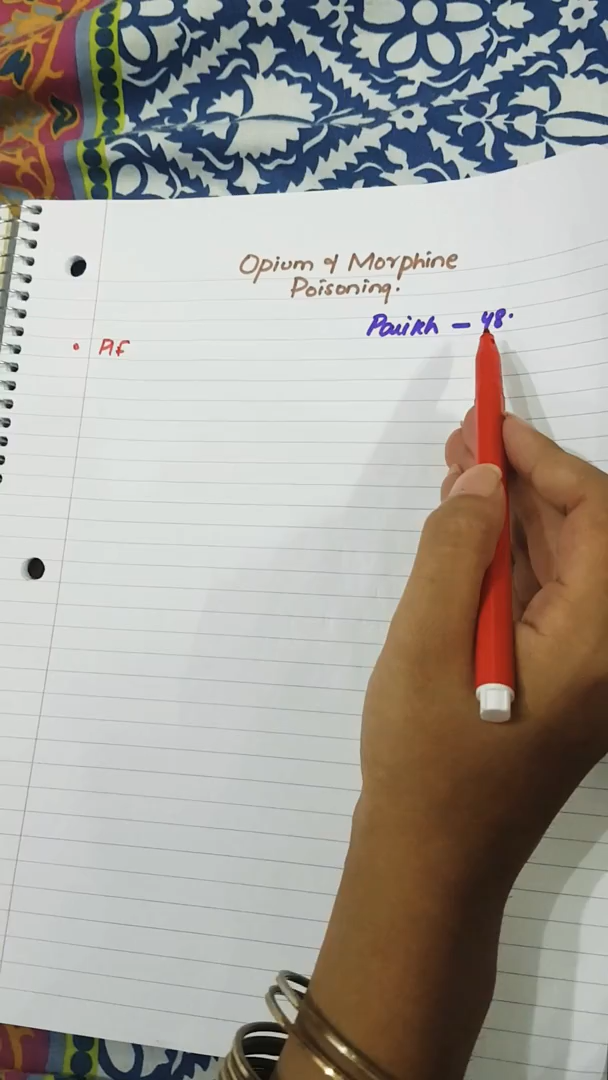 Opium & Morphine
Poisoning.
Parikh - 48.
• AF